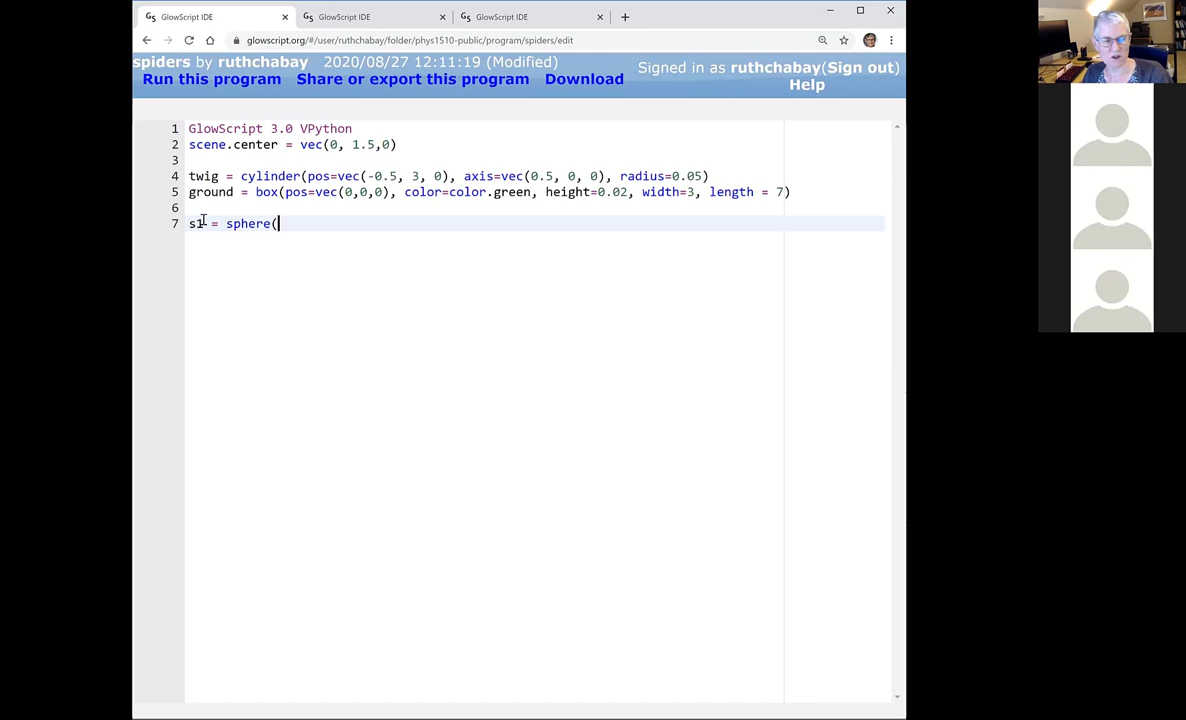 GlowScript IDE
GlowScript IDE
GlowScript IDE
glowscript.org/#/user/ruthchabay/folder/phys1510-public/program/spiders/edit
spiders by ruthchabay 2020/08/27 12:11:19 (Modified)
Signed in as ruthchabay(Sign out)
Run this program Share or export this program Download
Help
1 GlowScript 3.0 VPython
2 scene.center = vec(0, 1.5,0)
3
4 twig = cylinder(pos=vec(-0.5, 3, 0), axis=vec(0.5, 0, 0), radius=0.05)
5 ground = box(pos=vec(0,0,0), color=color.green, height=0.02, width=3, length = 7)
6
7 s1 = sphere(